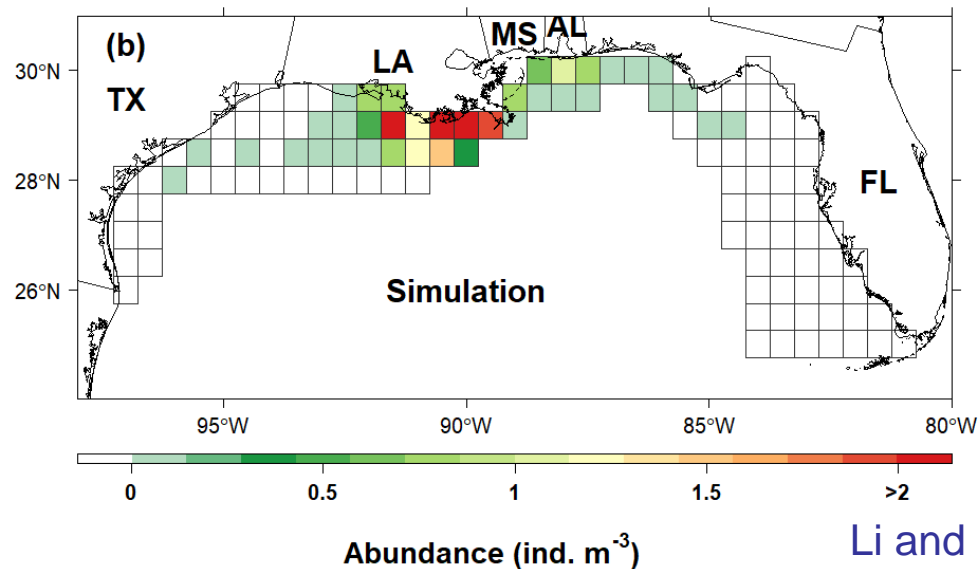 (b)
MS AL
LA
TX
FL
Simulation
30°N
28°N
26°N
95°W 90°W 85°W 80°W
0 0.5 1 1.5 >2
Abundance (ind. m⁻³)
Li and